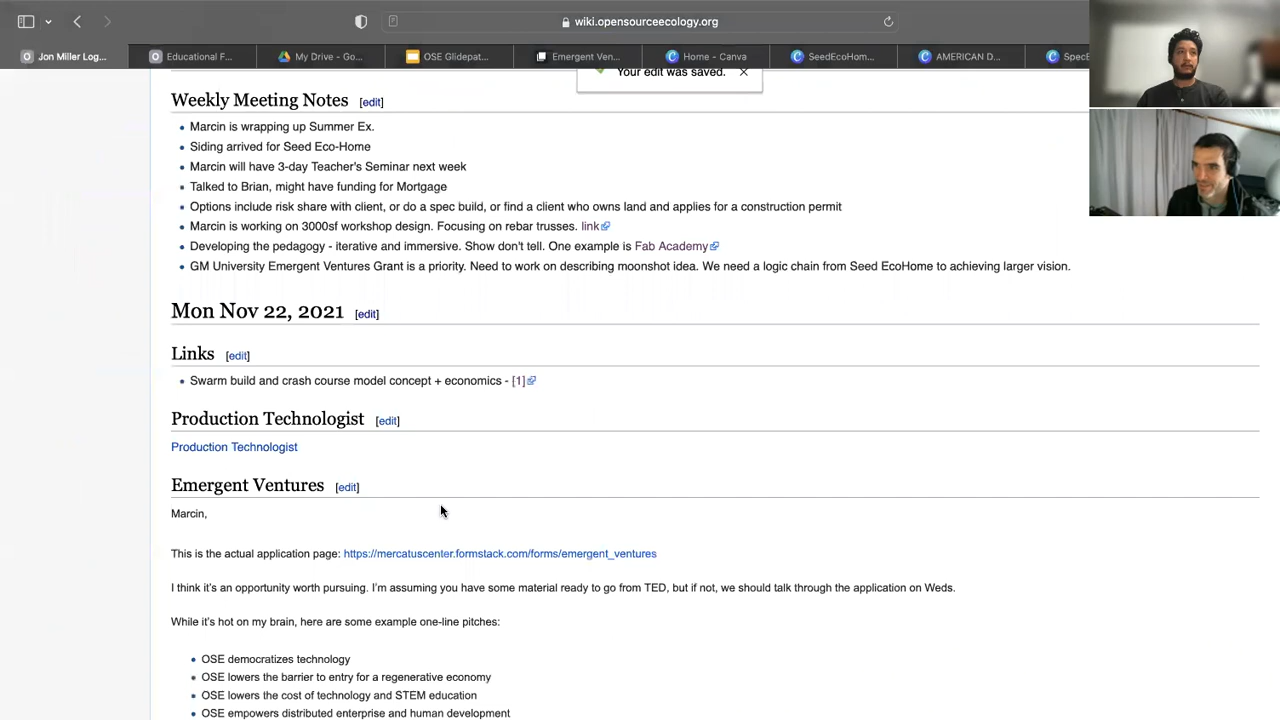 wiki.opensourceecology.org
Jon Miller Log...
Educational F...
My Drive - Go...
OSE Glidepat...
Emergent Ven...
Home - Canva
SeedEcoHom...
AMERICAN D...
SpecE
Your edit was saved.
Weekly Meeting Notes [edit]
Marcin is wrapping up Summer Ex.
Siding arrived for Seed Eco-Home
Marcin will have 3-day Teacher's Seminar next week
Talked to Brian, might have funding for Mortgage
Options include risk share with client, or do a spec build, or find a client who owns land and applies for a construction permit
Marcin is working on 3000sf workshop design. Focusing on rebar trusses. link
Developing the pedagogy - iterative and immersive. Show don't tell. One example is Fab Academy
GM University Emergent Ventures Grant is a priority. Need to work on describing moonshot idea. We need a logic chain from Seed EcoHome to achieving larger vision.
Mon Nov 22, 2021 [edit]
Links [edit]
Swarm build and crash course model concept + economics - [1]
Production Technologist [edit]
Production Technologist
Emergent Ventures [edit]
Marcin,
This is the actual application page: https://mercatuscenter.formstack.com/forms/emergent_ventures
I think it's an opportunity worth pursuing. I'm assuming you have some material ready to go from TED, but if not, we should talk through the application on Weds.
While it's hot on my brain, here are some example one-line pitches:
OSE democratizes technology
OSE lowers the barrier to entry for a regenerative economy
OSE lowers the cost of technology and STEM education
OSE empowers distributed enterprise and human development